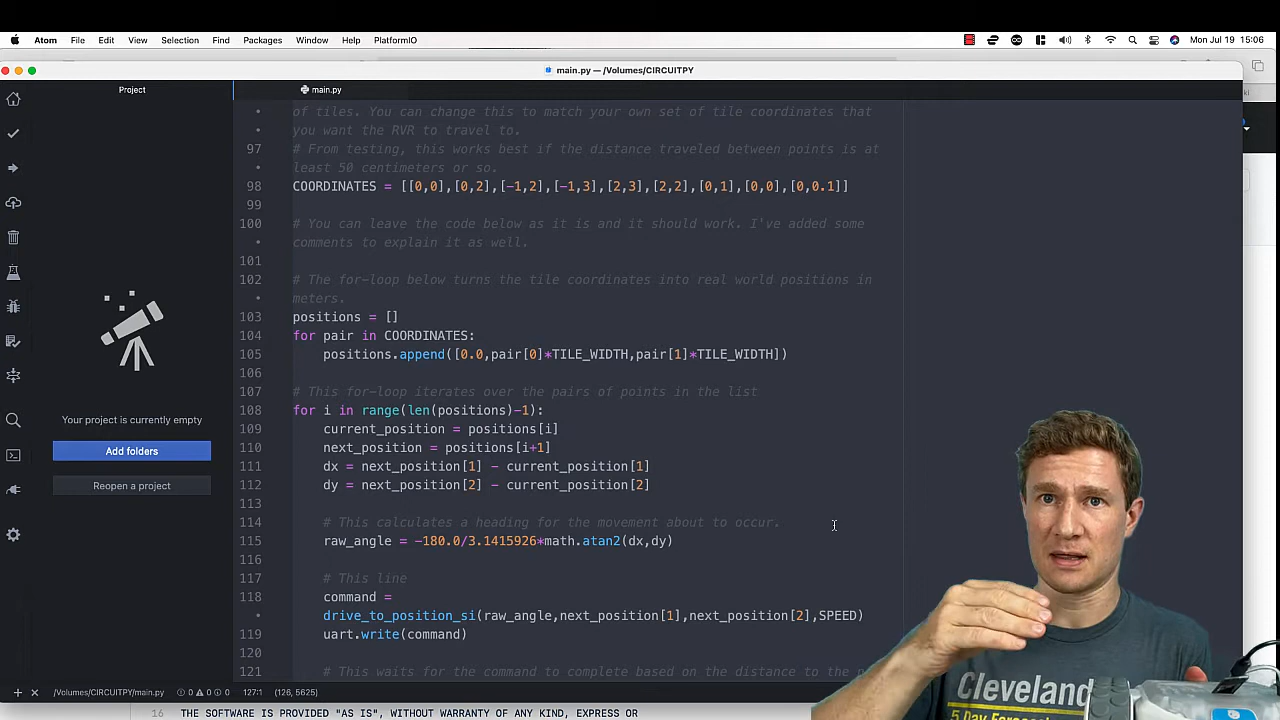 Atom File Edit View Selection Find Packages Window Help PlatformIO Mon Jul 19 15:06
main.py — /Volumes/CIRCUITPY
Project
main.py
of tiles. You can change this to match your own set of tile coordinates that
you want the RVR to travel to.
97 # From testing, this works best if the distance traveled between points is at
least 50 centimeters or so.
98 COORDINATES = [[0,0],[0,2],[-1,2],[-1,3],[2,3],[2,2],[0,1],[0,0],[0,0.1]]
99
100 # You can leave the code below as it is and it should work. I've added some
comments to explain it as well.
101
102 # The for-loop below turns the tile coordinates into real world positions in
meters.
103 positions = []
104 for pair in COORDINATES:
105 positions.append([0.0,pair[0]*TILE_WIDTH,pair[1]*TILE_WIDTH])
106
107 # This for-loop iterates over the pairs of points in the list
108 for i in range(len(positions)-1):
109 current_position = positions[i]
110 next_position = positions[i+1]
111 dx = next_position[1] - current_position[1]
112 dy = next_position[2] - current_position[2]
113
114 # This calculates a heading for the movement about to occur.
115 raw_angle = -180.0/3.1415926*math.atan2(dx,dy)
116
117 # This line
118 command =
drive_to_position_si(raw_angle,next_position[1],next_position[2],SPEED)
119 uart.write(command)
120
121 # This waits for the command to complete based on the distance to the
Your project is currently empty
Add folders
Reopen a project
/Volumes/CIRCUITPY/main.py 0 0 0 127:1 (126, 5625)
16 THE SOFTWARE IS PROVIDED "AS IS", WITHOUT WARRANTY OF ANY KIND, EXPRESS OR
Cleveland
5 Day Forecast